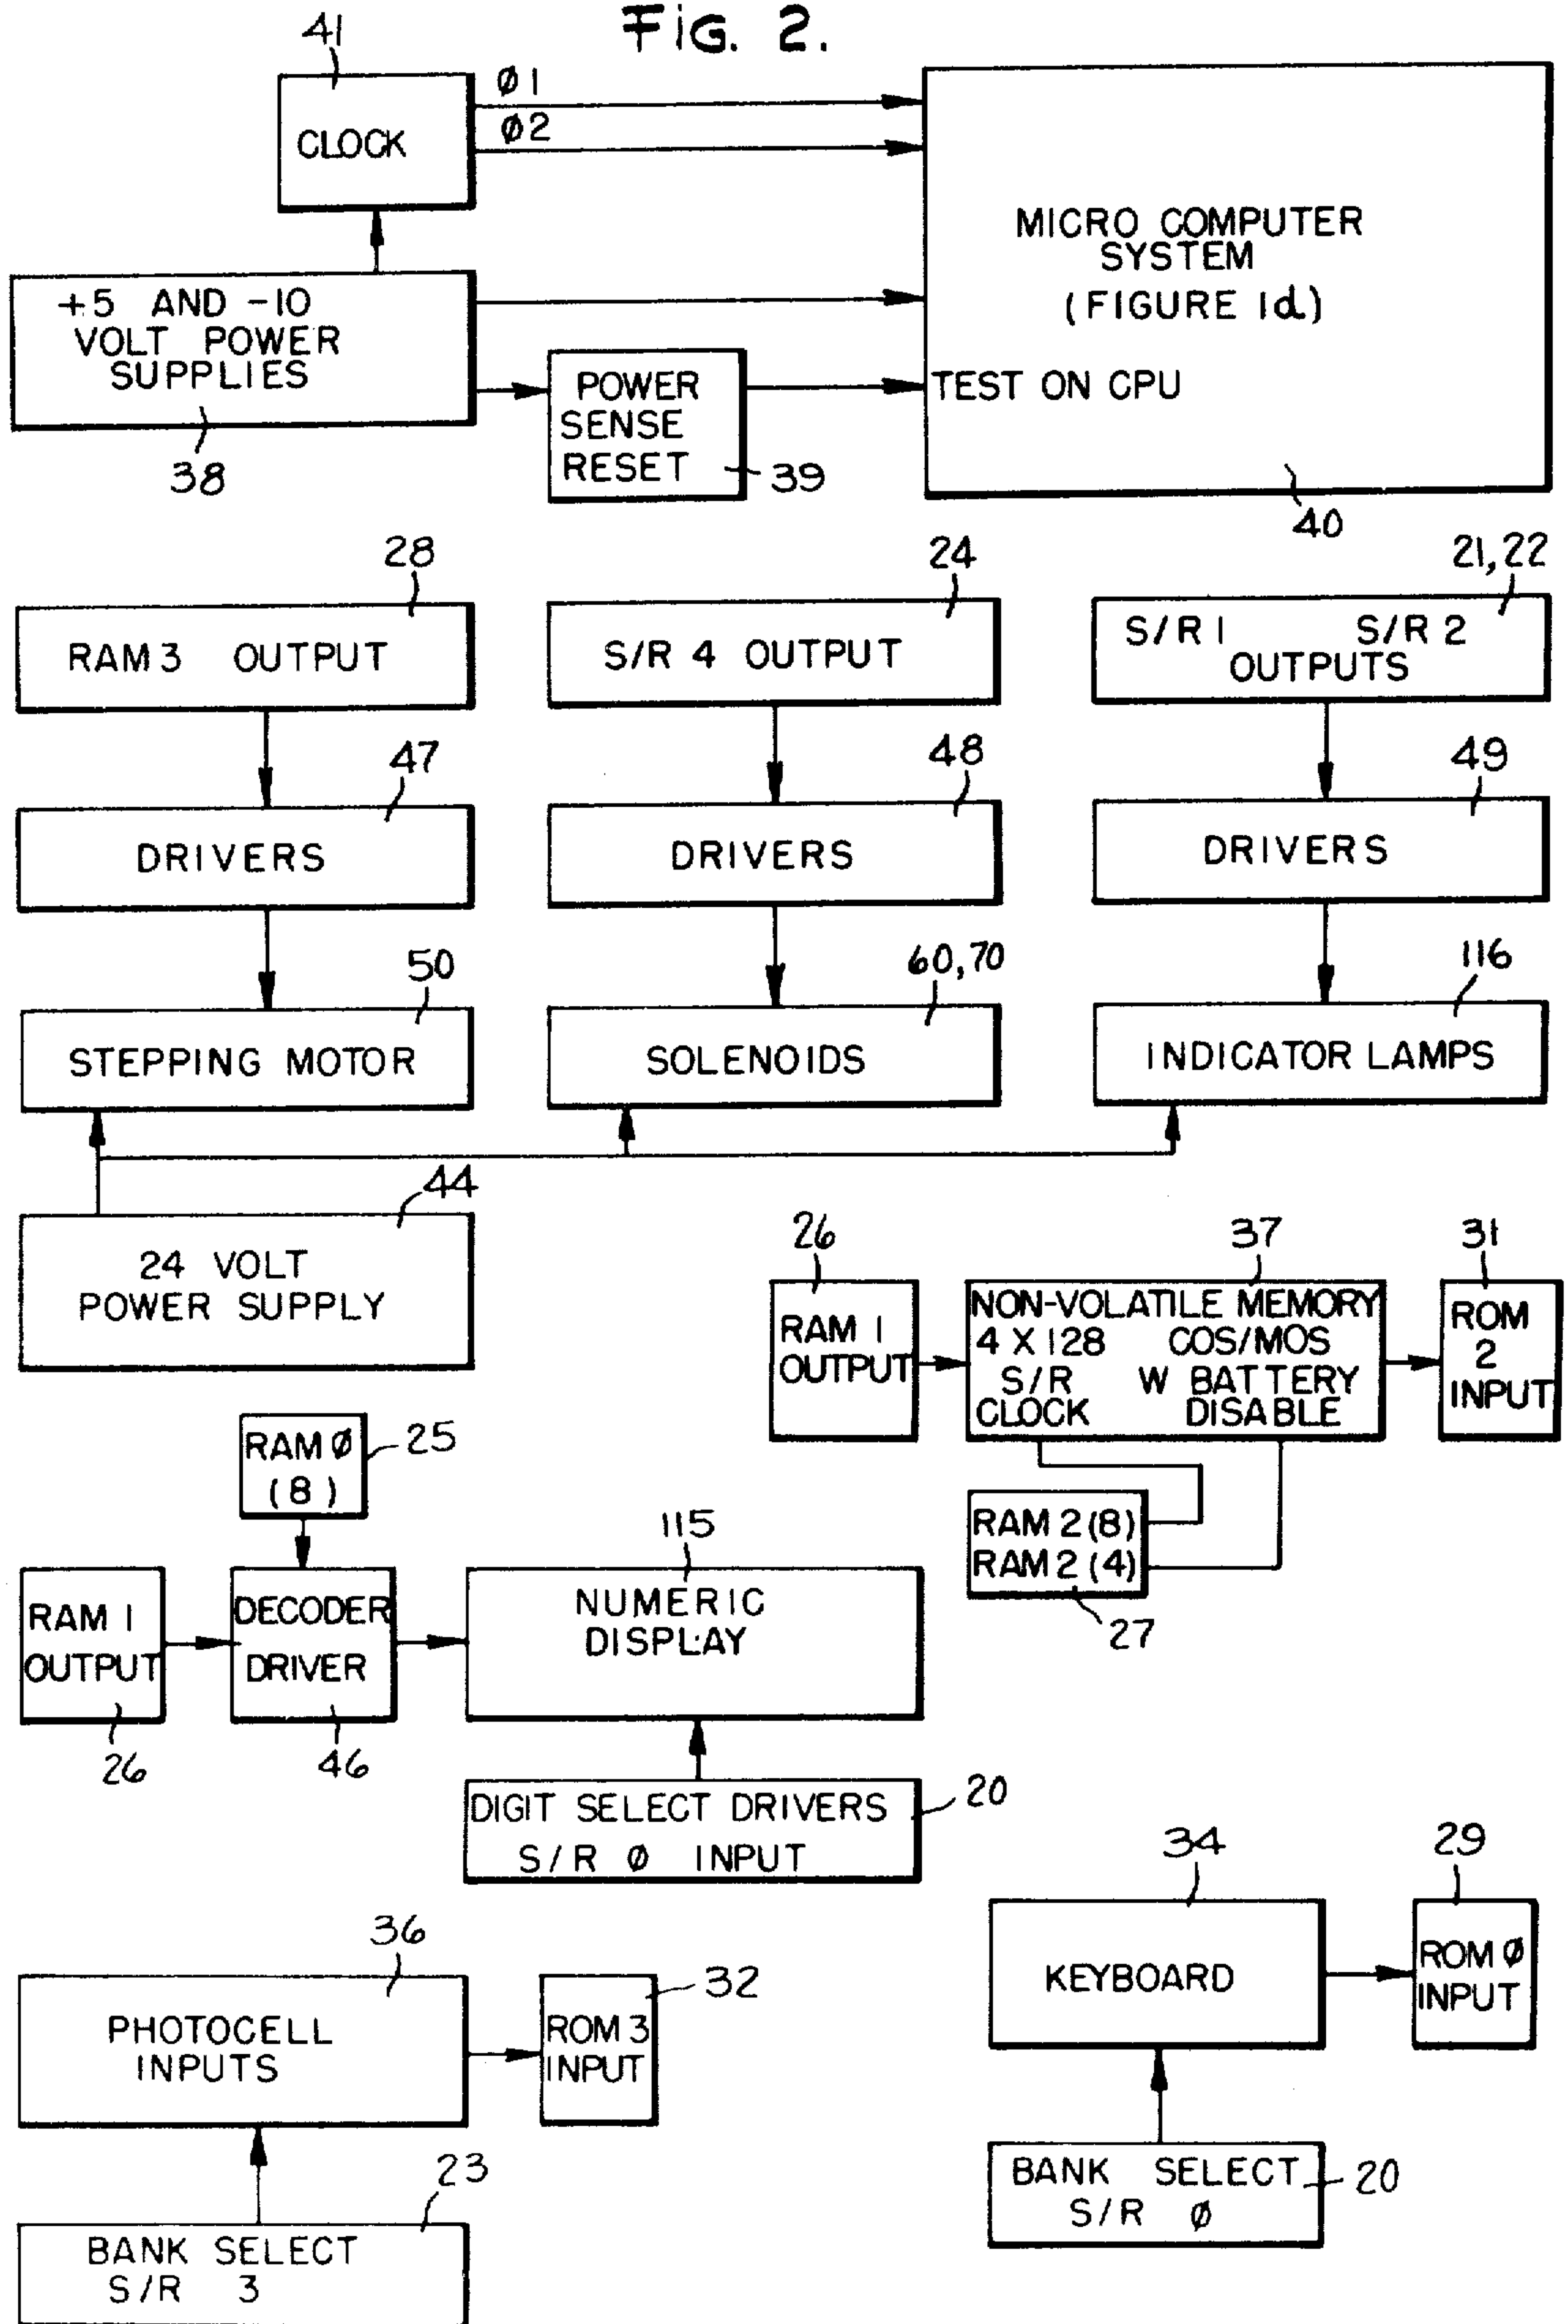 FIG. 2.
41
CLOCK
φ1
φ2
MICRO COMPUTER
SYSTEM
(FIGURE 1d)
TEST ON CPU
40
+5 AND -10
VOLT POWER
SUPPLIES
38
POWER
SENSE
RESET
39
28
RAM 3 OUTPUT
24
S/R 4 OUTPUT
21,22
S/R 1 S/R 2
OUTPUTS
47
DRIVERS
48
DRIVERS
49
DRIVERS
50
STEPPING MOTOR
60,70
SOLENOIDS
116
INDICATOR LAMPS
44
24 VOLT
POWER SUPPLY
26
RAM 1
OUTPUT
37
NON-VOLATILE MEMORY
4 X 128 COS/MOS
S/R W BATTERY
CLOCK DISABLE
31
ROM
2
INPUT
RAM 2 (8)
RAM 2 (4)
27
RAM φ
(8)
25
RAM 1
OUTPUT
26
DECODER
DRIVER
46
115
NUMERIC
DISPLAY
DIGIT SELECT DRIVERS
S/R φ INPUT
20
36
PHOTOCELL
INPUTS
32
ROM 3
INPUT
23
BANK SELECT
S/R 3
34
KEYBOARD
29
ROM φ
INPUT
BANK SELECT
S/R φ
20